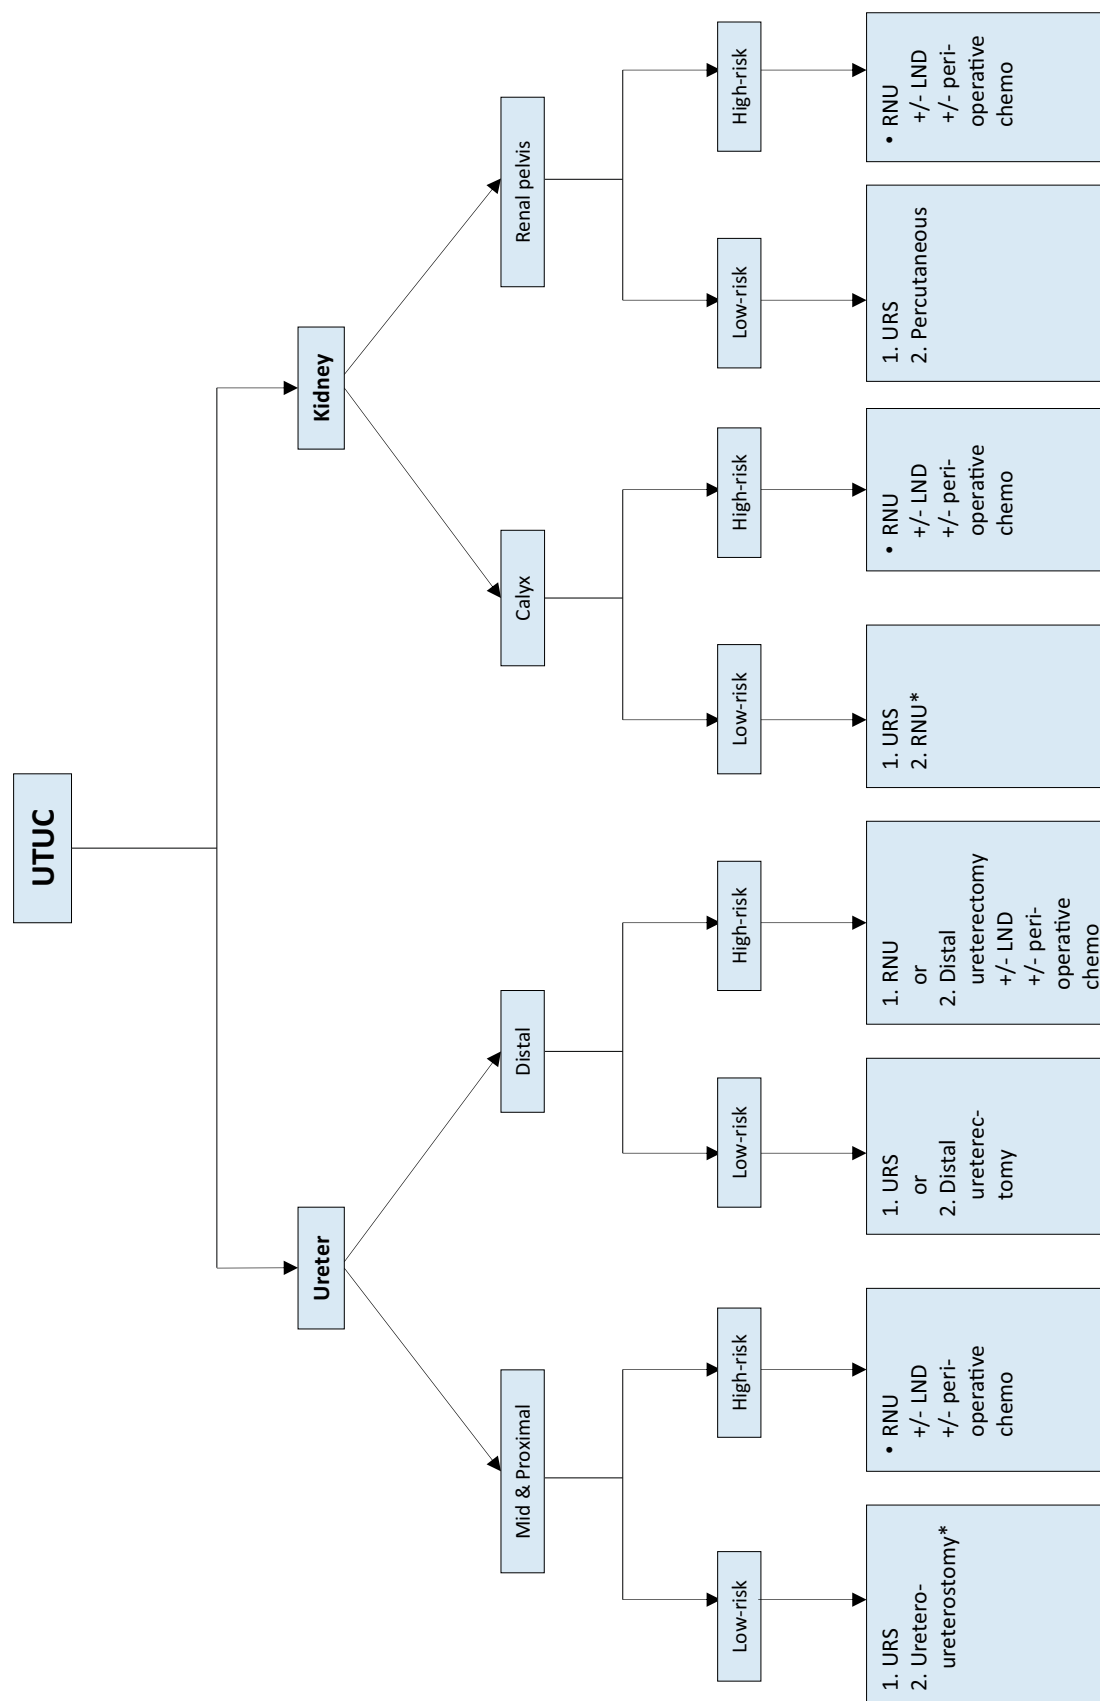 UTUC
Ureter
Kidney
Mid & Proximal
Distal
Calyx
Renal pelvis
Low-risk
High-risk
Low-risk
High-risk
Low-risk
High-risk
Low-risk
High-risk
1. URS
2. Uretero-
ureterostomy*
• RNU
+/- LND
+/- peri-
operative
chemo
1. URS
or
2. Distal
ureterec-
tomy
1. RNU
or
2. Distal
ureterectomy
+/- LND
+/- peri-
operative
chemo
1. URS
2. RNU*
• RNU
+/- LND
+/- peri-
operative
chemo
1. URS
2. Percutaneous
• RNU
+/- LND
+/- peri-
operative
chemo